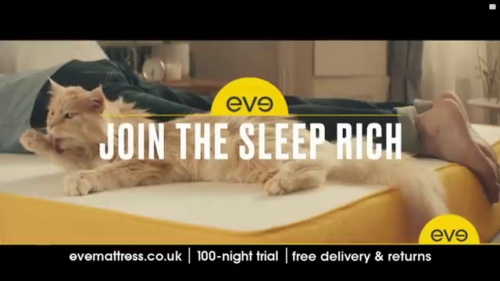 eve
JOIN THE SLEEP RICH
eve
evemattress.co.uk | 100-night trial | free delivery & returns